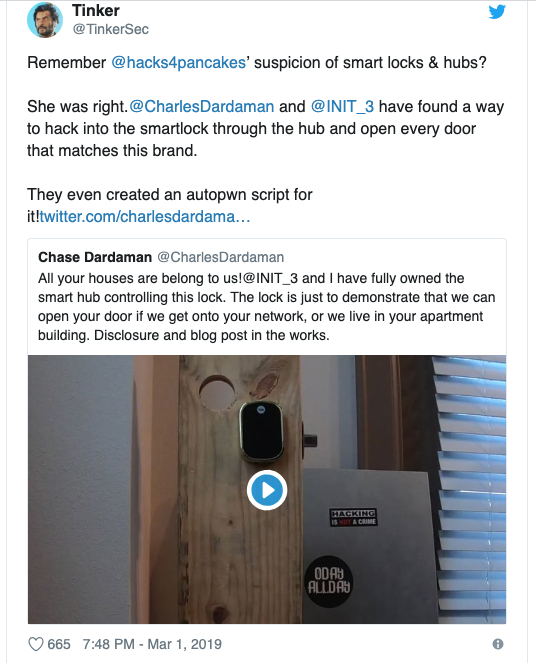 Tinker
@TinkerSec
Remember @hacks4pancakes’ suspicion of smart locks & hubs?
She was right.@CharlesDardaman and @INIT_3 have found a way
to hack into the smartlock through the hub and open every door
that matches this brand.
They even created an autopwn script for
it!twitter.com/charlesdardama…
Chase Dardaman @CharlesDardaman
All your houses are belong to us!@INIT_3 and I have fully owned the
smart hub controlling this lock. The lock is just to demonstrate that we can
open your door if we get onto your network, or we live in your apartment
building. Disclosure and blog post in the works.
HACKING
IS NOT A CRIME
0DAY
ALLDAY
665 7:48 PM - Mar 1, 2019